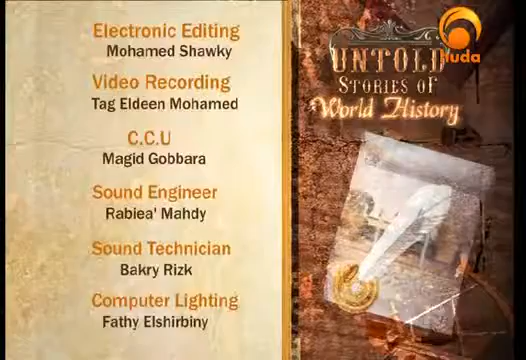 Electronic Editing
Mohamed Shawky
Video Recording
Tag Eldeen Mohamed
C.C.U
Magid Gobbara
Sound Engineer
Rabiea' Mahdy
Sound Technician
Bakry Rizk
Computer Lighting
Fathy Elshirbiny
Huda
UNTOLD
STORIES OF
World History